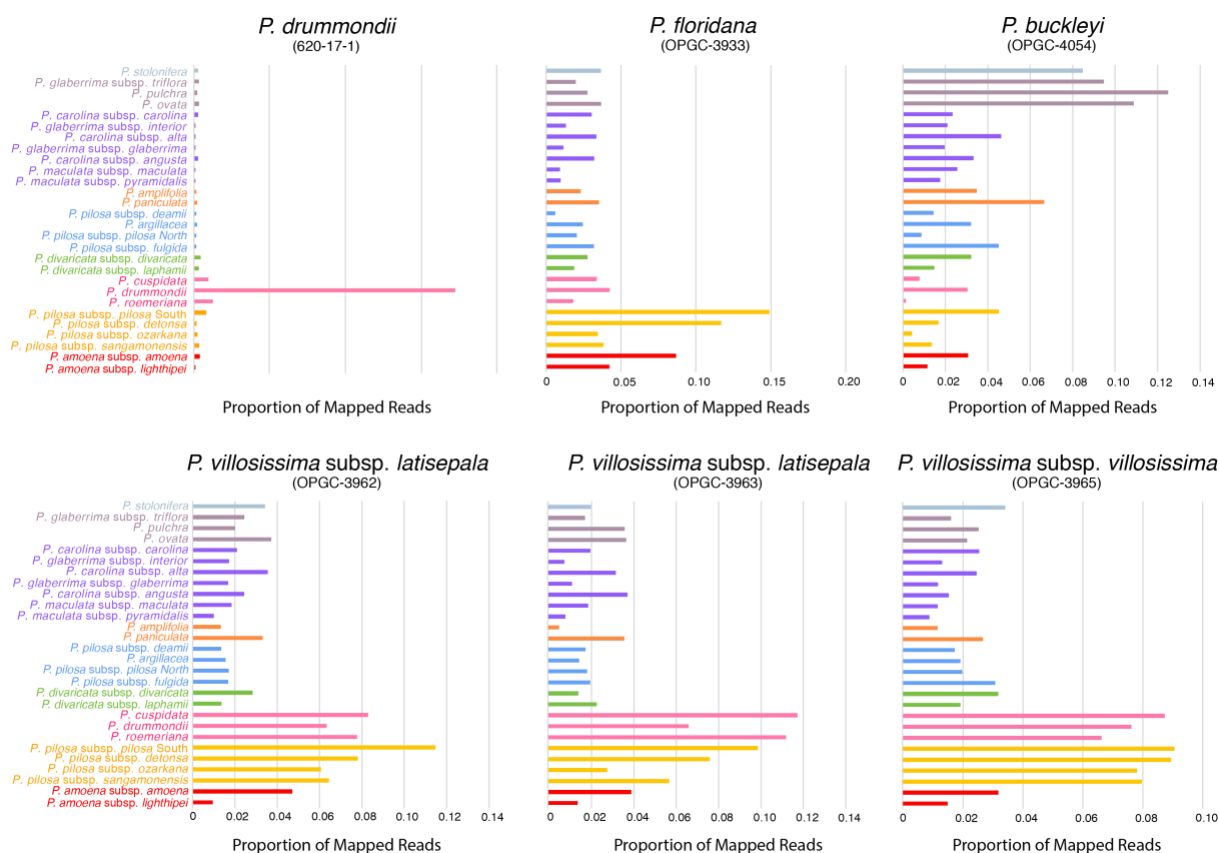 P. drummondii
(620-17-1)
P. floridana
(OPGC-3933)
P. buckleyi
(OPGC-4054)
P. stolonifera
P. glaberrima subsp. triflora
P. pulchra
P. ovata
P. carolina subsp. carolina
P. glaberrima subsp. interior
P. carolina subsp. alta
P. glaberrima subsp. glaberrima
P. carolina subsp. angusta
P. maculata subsp. maculata
P. maculata subsp. pyramidalis
P. amplifolia
P. paniculata
P. pilosa subsp. deamii
P. argillacea
P. pilosa subsp. pilosa North
P. pilosa subsp. fulgida
P. divaricata subsp. divaricata
P. divaricata subsp. laphamii
P. cuspidata
P. drummondii
P. roemeriana
P. pilosa subsp. pilosa South
P. pilosa subsp. detonsa
P. pilosa subsp. ozarkana
P. pilosa subsp. sangamonensis
P. amoena subsp. amoena
P. amoena subsp. lighthipei
0 0.05 0.10 0.15 0.20
0 0.02 0.04 0.06 0.08 0.10 0.12 0.14
Proportion of Mapped Reads
Proportion of Mapped Reads
Proportion of Mapped Reads
P. villosissima subsp. latisepala
(OPGC-3962)
P. villosissima subsp. latisepala
(OPGC-3963)
P. villosissima subsp. villosissima
(OPGC-3965)
P. stolonifera
P. glaberrima subsp. triflora
P. pulchra
P. ovata
P. carolina subsp. carolina
P. glaberrima subsp. interior
P. carolina subsp. alta
P. glaberrima subsp. glaberrima
P. carolina subsp. angusta
P. maculata subsp. maculata
P. maculata subsp. pyramidalis
P. amplifolia
P. paniculata
P. pilosa subsp. deamii
P. argillacea
P. pilosa subsp. pilosa North
P. pilosa subsp. fulgida
P. divaricata subsp. divaricata
P. divaricata subsp. laphamii
P. cuspidata
P. drummondii
P. roemeriana
P. pilosa subsp. pilosa South
P. pilosa subsp. detonsa
P. pilosa subsp. ozarkana
P. pilosa subsp. sangamonensis
P. amoena subsp. amoena
P. amoena subsp. lighthipei
0 0.02 0.04 0.06 0.08 0.10 0.12 0.14
0 0.02 0.04 0.06 0.08 0.10 0.12 0.14
0 0.02 0.04 0.06 0.08 0.10
Proportion of Mapped Reads
Proportion of Mapped Reads
Proportion of Mapped Reads